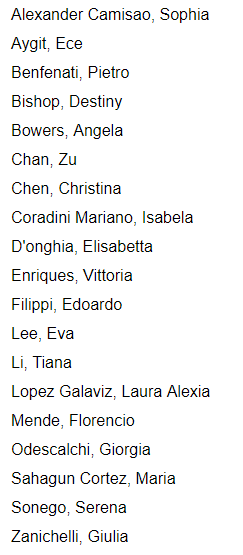 Alexander Camisao, Sophia
Aygit, Ece
Benfenati, Pietro
Bishop, Destiny
Bowers, Angela
Chan, Zu
Chen, Christina
Coradini Mariano, Isabela
D'onghia, Elisabetta
Enriques, Vittoria
Filippi, Edoardo
Lee, Eva
Li, Tiana
Lopez Galaviz, Laura Alexia
Mende, Florencio
Odescalchi, Giorgia
Sahagun Cortez, Maria
Sonego, Serena
Zanichelli, Giulia